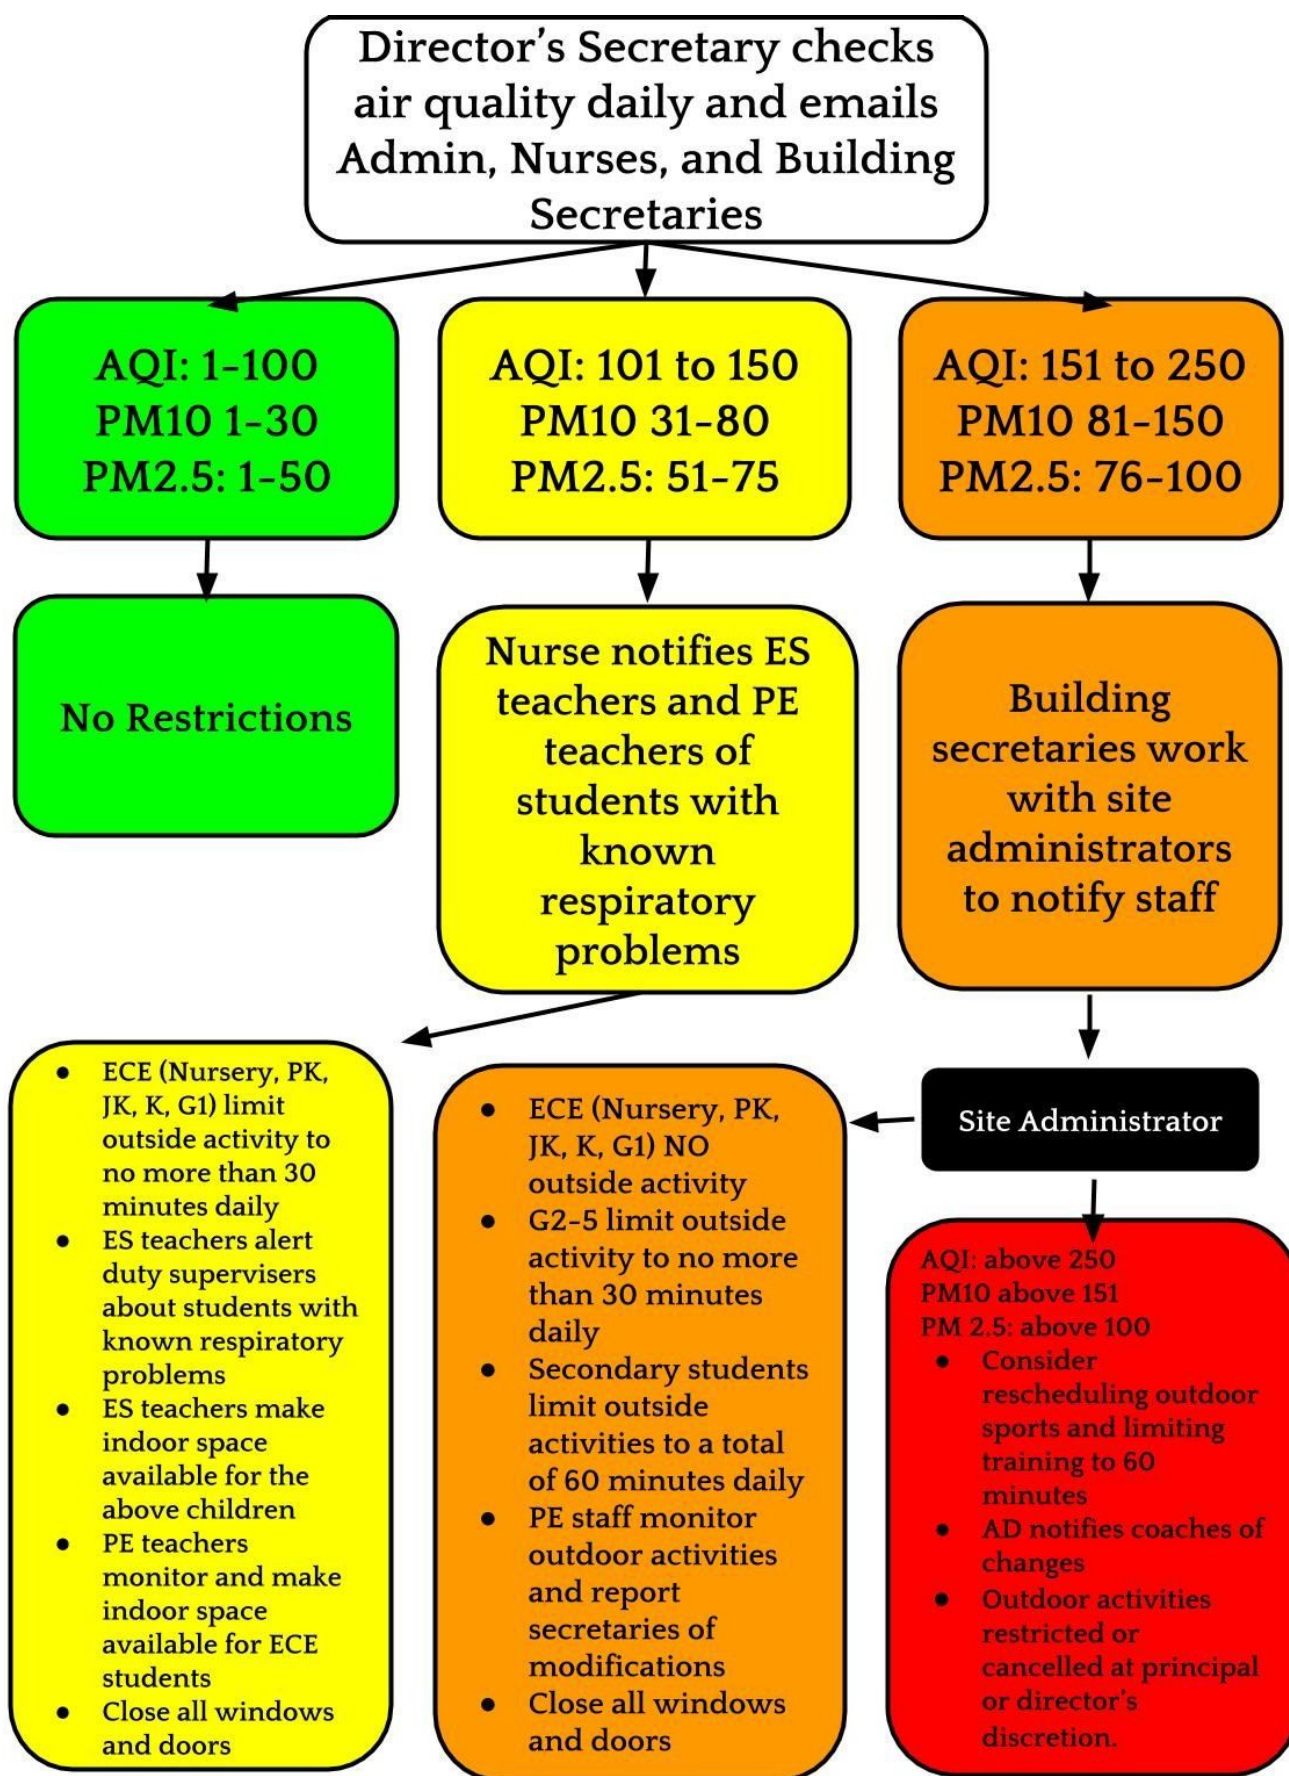 Director's Secretary checks
air quality daily and emails
Admin, Nurses, and Building
Secretaries
AQI: 1-100
PM10 1-30
PM2.5: 1-50
AQI: 101 to 150
PM10 31-80
PM2.5: 51-75
AQI: 151 to 250
PM10 81-150
PM2.5: 76-100
No Restrictions
Nurse notifies ES
teachers and PE
teachers of
students with
known
respiratory
problems
Building
secretaries work
with site
administrators
to notify staff
● ECE (Nursery, PK,
JK, K, G1) limit
outside activity to
no more than 30
minutes daily
● ES teachers alert
duty supervisers
about students with
known respiratory
problems
● ES teachers make
indoor space
available for the
above children
● PE teachers
monitor and make
indoor space
available for ECE
students
● Close all windows
and doors
● ECE (Nursery, PK,
JK, K, G1) NO
outside activity
● G2-5 limit outside
activity to no more
than 30 minutes
daily
● Secondary students
limit outside
activities to a total
of 60 minutes daily
● PE staff monitor
outdoor activities
and report
secretaries of
modifications
● Close all windows
and doors
Site Administrator
AQI: above 250
PM10 above 151
PM 2.5: above 100
● Consider
rescheduling outdoor
sports and limiting
training to 60
minutes
● AD notifies coaches of
changes
● Outdoor activities
restricted or
cancelled at principal
or director's
discretion.